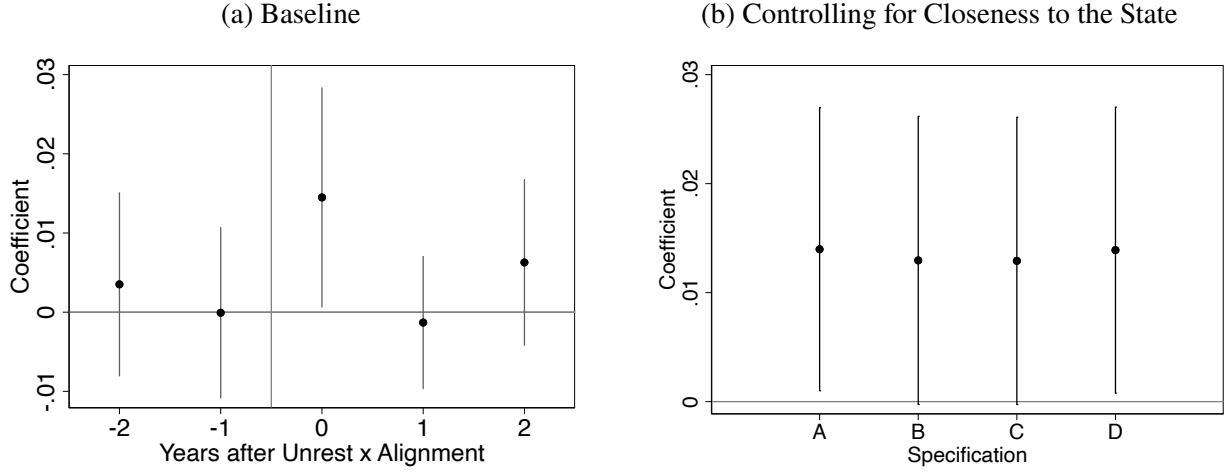 (a) Baseline
.03
.02
.01
0
-.01
Coefficient
-2 -1 0 1 2
Years after Unrest x Alignment
(b) Controlling for Closeness to the State
.03
.02
.01
0
Coefficient
A B C D
Specification